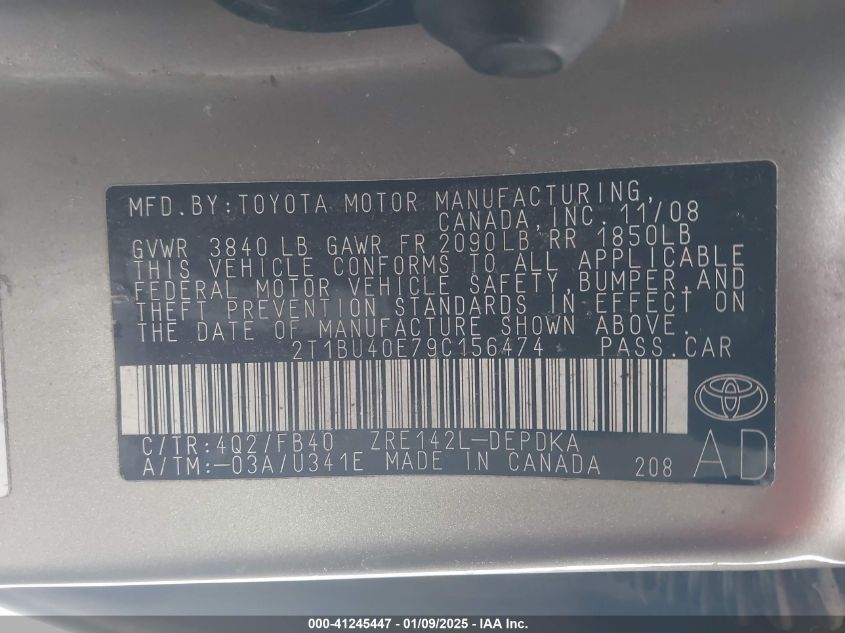 MFD.BY:TOYOTA MOTOR MANUFACTURING,
CANADA,INC. 11/08
GVWR 3840 LB GAWR FR 2090LB,RR 1850LB
THIS VEHICLE CONFORMS TO ALL APPLICABLE
FEDERAL MOTOR VEHICLE SAFETY,BUMPER,AND
THEFT PREVENTION STANDARDS IN EFFECT ON
THE DATE OF MANUFACTURE SHOWN ABOVE.
2T1BU40E79C156474 PASS.CAR
C/TR:4Q2/FB40 ZRE142L-DEPDKA
A/TM:-03A/U341E MADE IN CANADA 208 AD
000-41245447 - 01/09/2025 - IAA Inc.